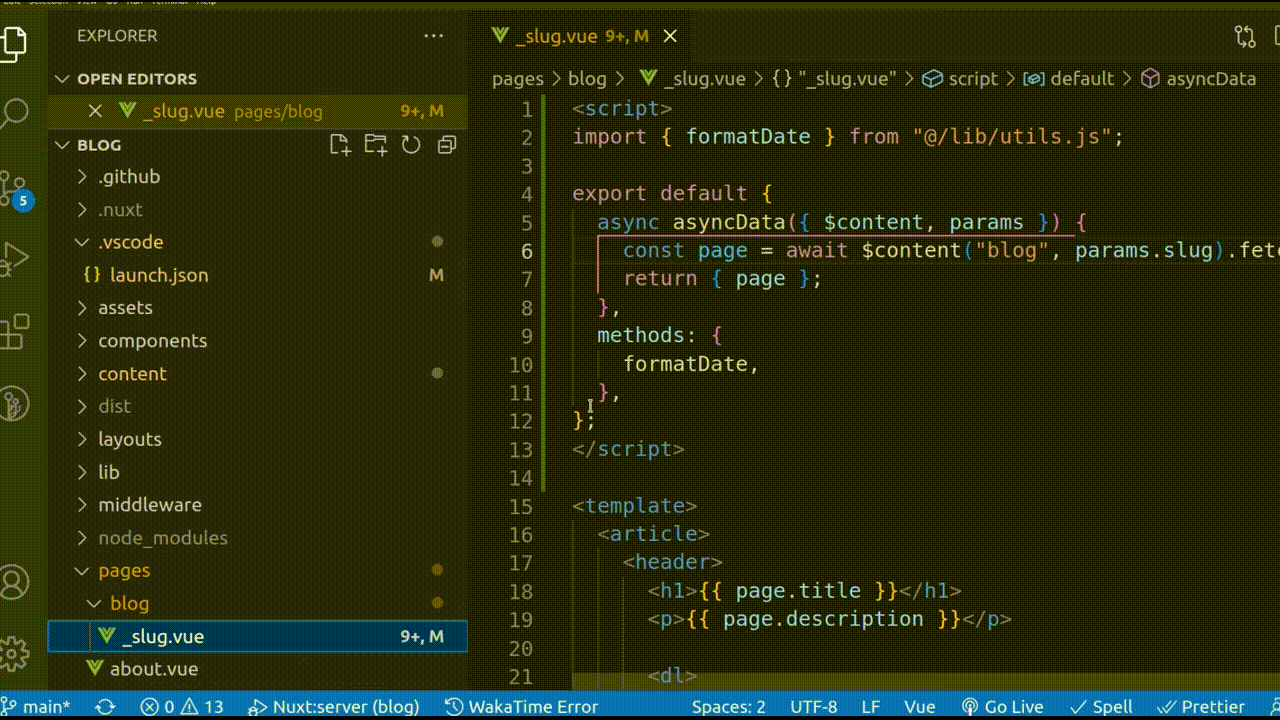 EXPLORER
OPEN EDITORS
_slug.vue pages/blog 9+, M
BLOG
.github
.nuxt
.vscode
launch.json M
assets
components
content
dist
layouts
lib
middleware
node_modules
pages
blog
_slug.vue 9+, M
about.vue
5
_slug.vue 9+, M
pages > blog > _slug.vue > {} "_slug.vue" > script > default > asyncData
1 <script>
2 import { formatDate } from "@/lib/utils.js";
3
4 export default {
5 async asyncData({ $content, params }) {
6 const page = await $content("blog", params.slug).fetc
7 return { page };
8 },
9 methods: {
10 formatDate,
11 },
12 };
13 </script>
14
15 <template>
16 <article>
17 <header>
18 <h1>{{ page.title }}</h1>
19 <p>{{ page.description }}</p>
20
21 <dl>
main* 0 13 Nuxt:server (blog) WakaTime Error Spaces: 2 UTF-8 LF Vue Go Live Spell Prettier